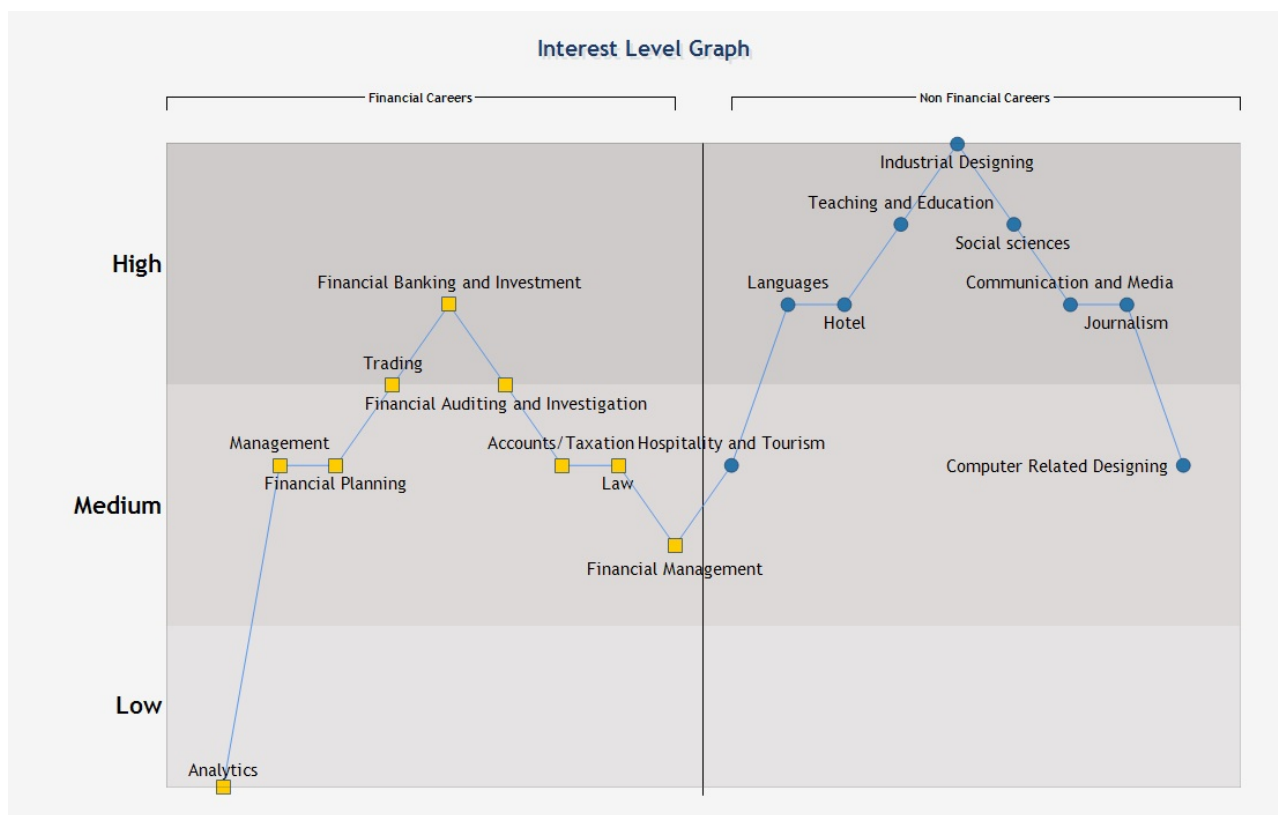 Interest Level Graph
Financial Careers
Non Financial Careers
Industrial Designing
Teaching and Education
Social sciences
High
Financial Banking and Investment
Languages
Communication and Media
Hotel
Journalism
Trading
Financial Auditing and Investigation
Management
Accounts/Taxation
Hospitality and Tourism
Computer Related Designing
Financial Planning
Law
Medium
Financial Management
Low
Analytics